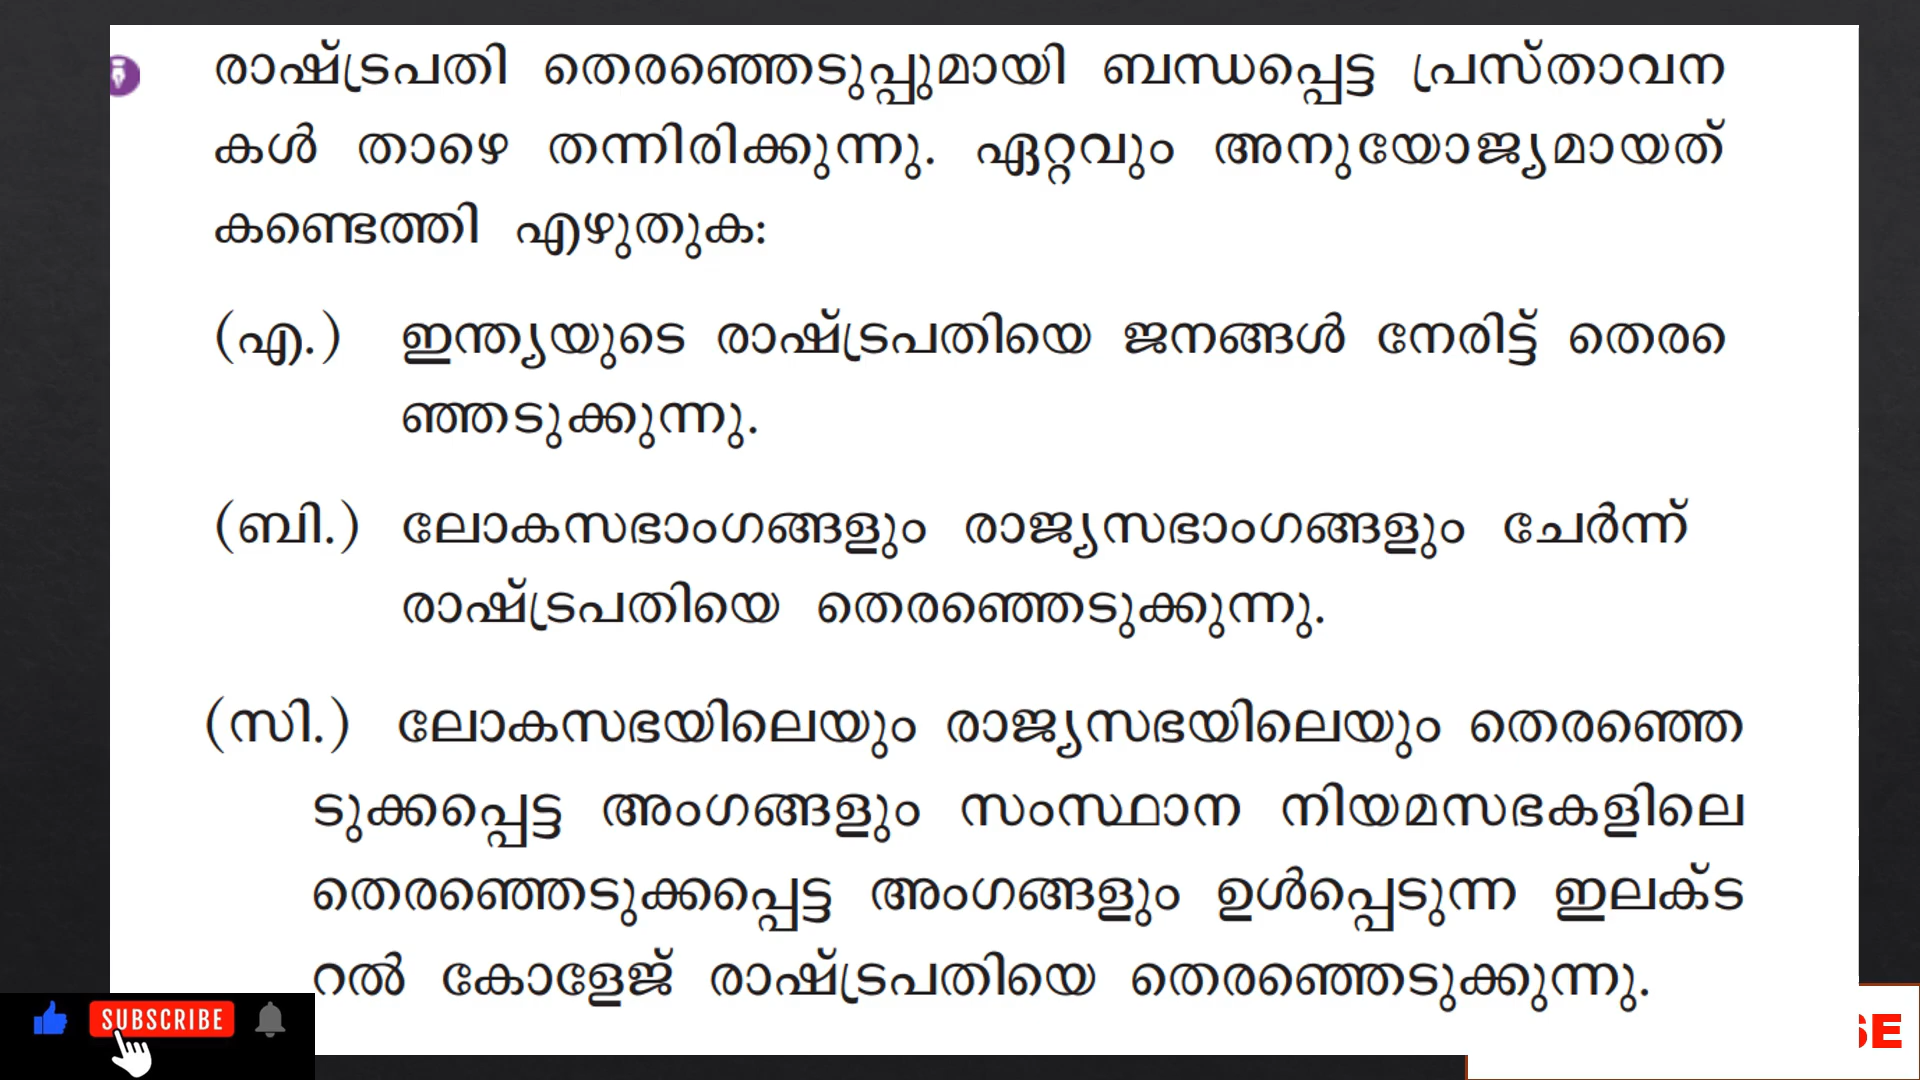 രാഷ്ട്രപതി തെരഞ്ഞെടുപ്പുമായി ബന്ധപ്പെട്ട പ്രസ്താവന
കൾ താഴെ തന്നിരിക്കുന്നു. ഏറ്റവും അനുയോജ്യമായത്
കണ്ടെത്തി എഴുതുക:
(എ.) ഇന്ത്യയുടെ രാഷ്ട്രപതിയെ ജനങ്ങൾ നേരിട്ട് തെരഞ
ഞ്ഞടുക്കുന്നു.
(ബി.) ലോകസഭാംഗങ്ങളും രാജ്യസഭാംഗങ്ങളും ചേർന്ന്
രാഷ്ട്രപതിയെ തെരഞ്ഞെടുക്കുന്നു.
(സി.) ലോകസഭയിലെയും രാജ്യസഭയിലെയും തെരഞ്ഞെ
ടുക്കപ്പെട്ട അംഗങ്ങളും സംസ്ഥാന നിയമസഭകളിലെ
തെരഞ്ഞെടുക്കപ്പെട്ട അംഗങ്ങളും ഉൾപ്പെടുന്ന ഇലക്ട
റൽ കോളേജ് രാഷ്ട്രപതിയെ തെരഞ്ഞെടുക്കുന്നു.
SUBSCRIBE